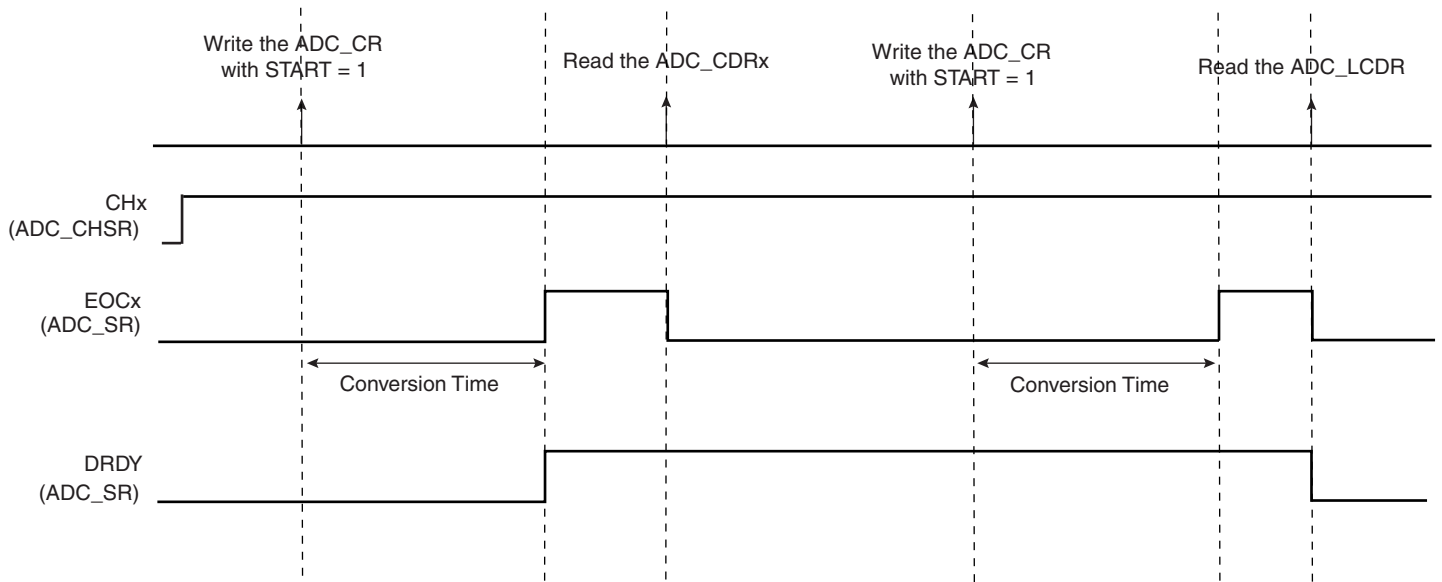 Write the ADC_CR
with START = 1
Read the ADC_CDRx
Write the ADC_CR
with START = 1
Read the ADC_LCDR
CHx
(ADC_CHSR)
EOCx
(ADC_SR)
Conversion Time
Conversion Time
DRDY
(ADC_SR)